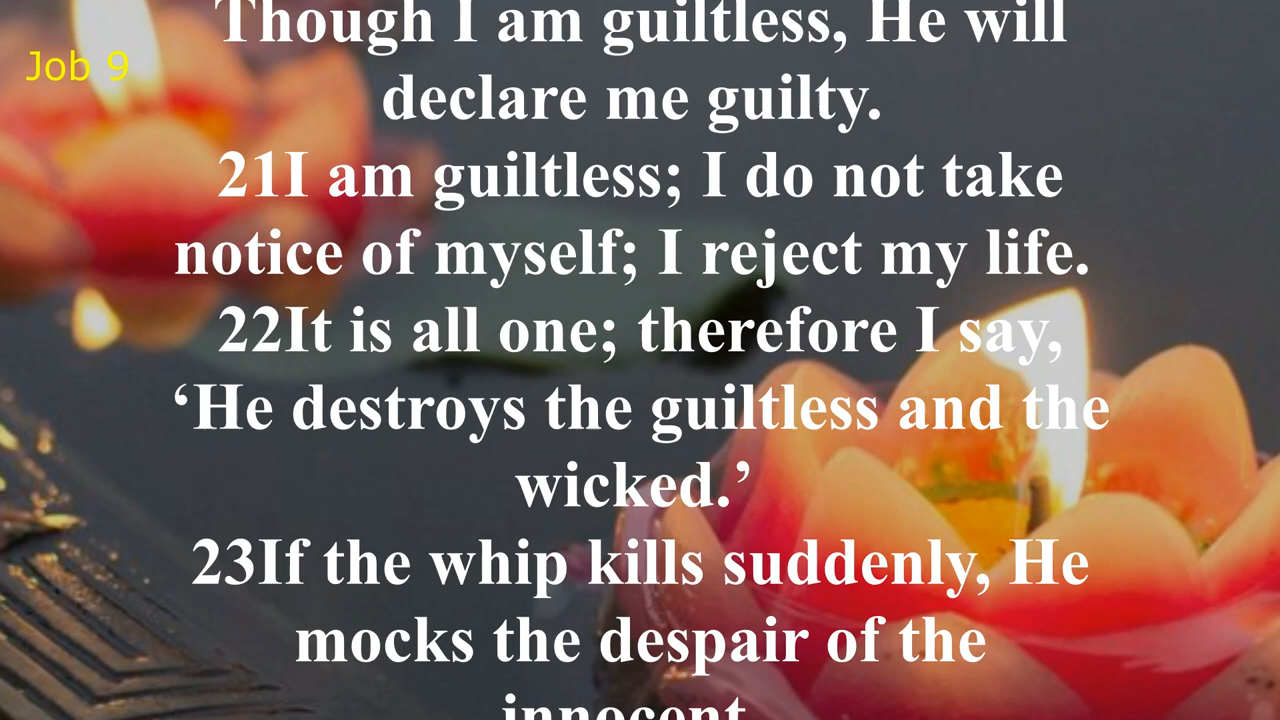 Job 9
Though I am guiltless, He will
declare me guilty.
21I am guiltless; I do not take
notice of myself; I reject my life.
22It is all one; therefore I say,
‘He destroys the guiltless and the
wicked.’
23If the whip kills suddenly, He
mocks the despair of the
innocent